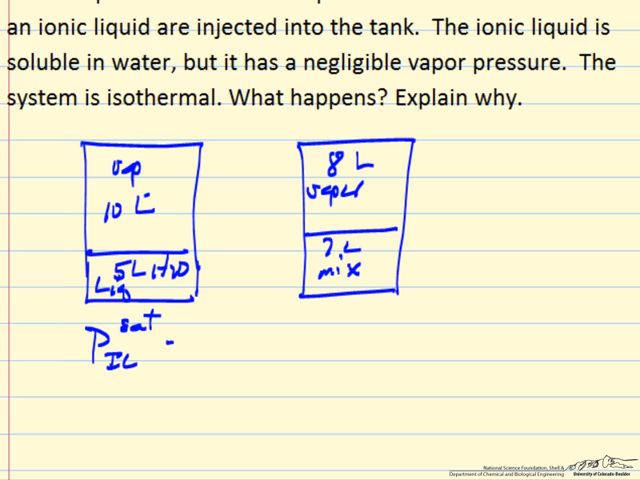 an ionic liquid are injected into the tank. The ionic liquid is
soluble in water, but it has a negligible vapor pressure. The
system is isothermal. What happens? Explain why.
vap
10 L
5L H2O
Liq
8 L
vapor
7 L
mix
P sat IL -
National Science Foundation, Shell &
Department of Chemical and Biological Engineering
University of Colorado Boulder